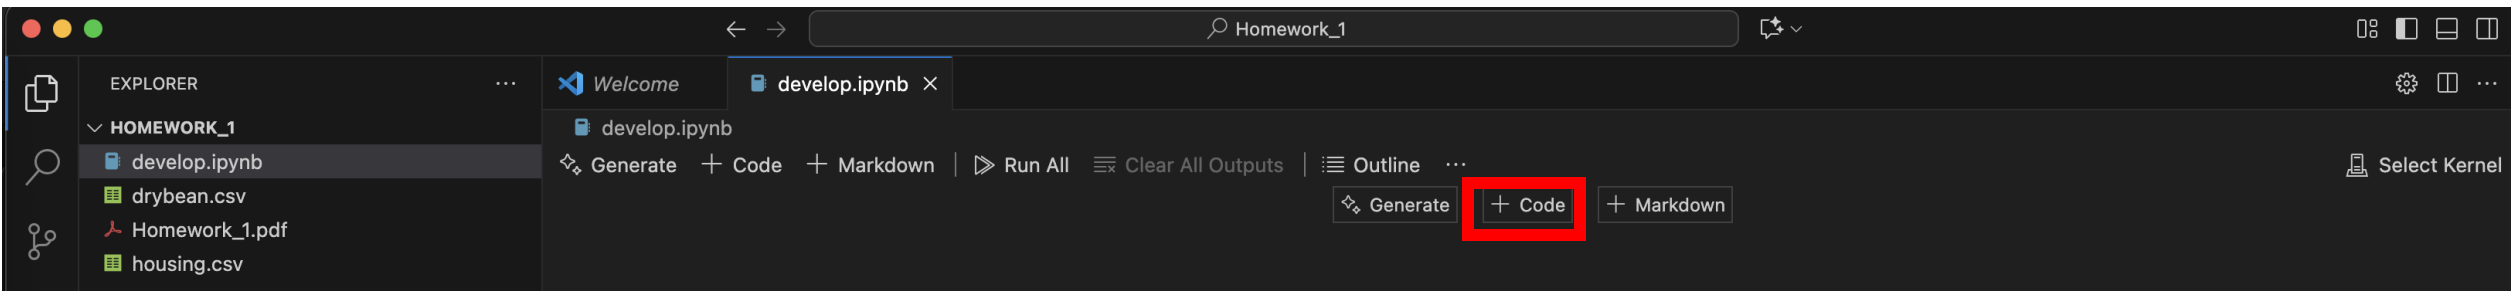 Homework_1
EXPLORER ···
Welcome
develop.ipynb
HOMEWORK_1
develop.ipynb
develop.ipynb
drybean.csv
Homework_1.pdf
housing.csv
Generate + Code + Markdown Run All Clear All Outputs Outline ··· Select Kernel
Generate + Code + Markdown